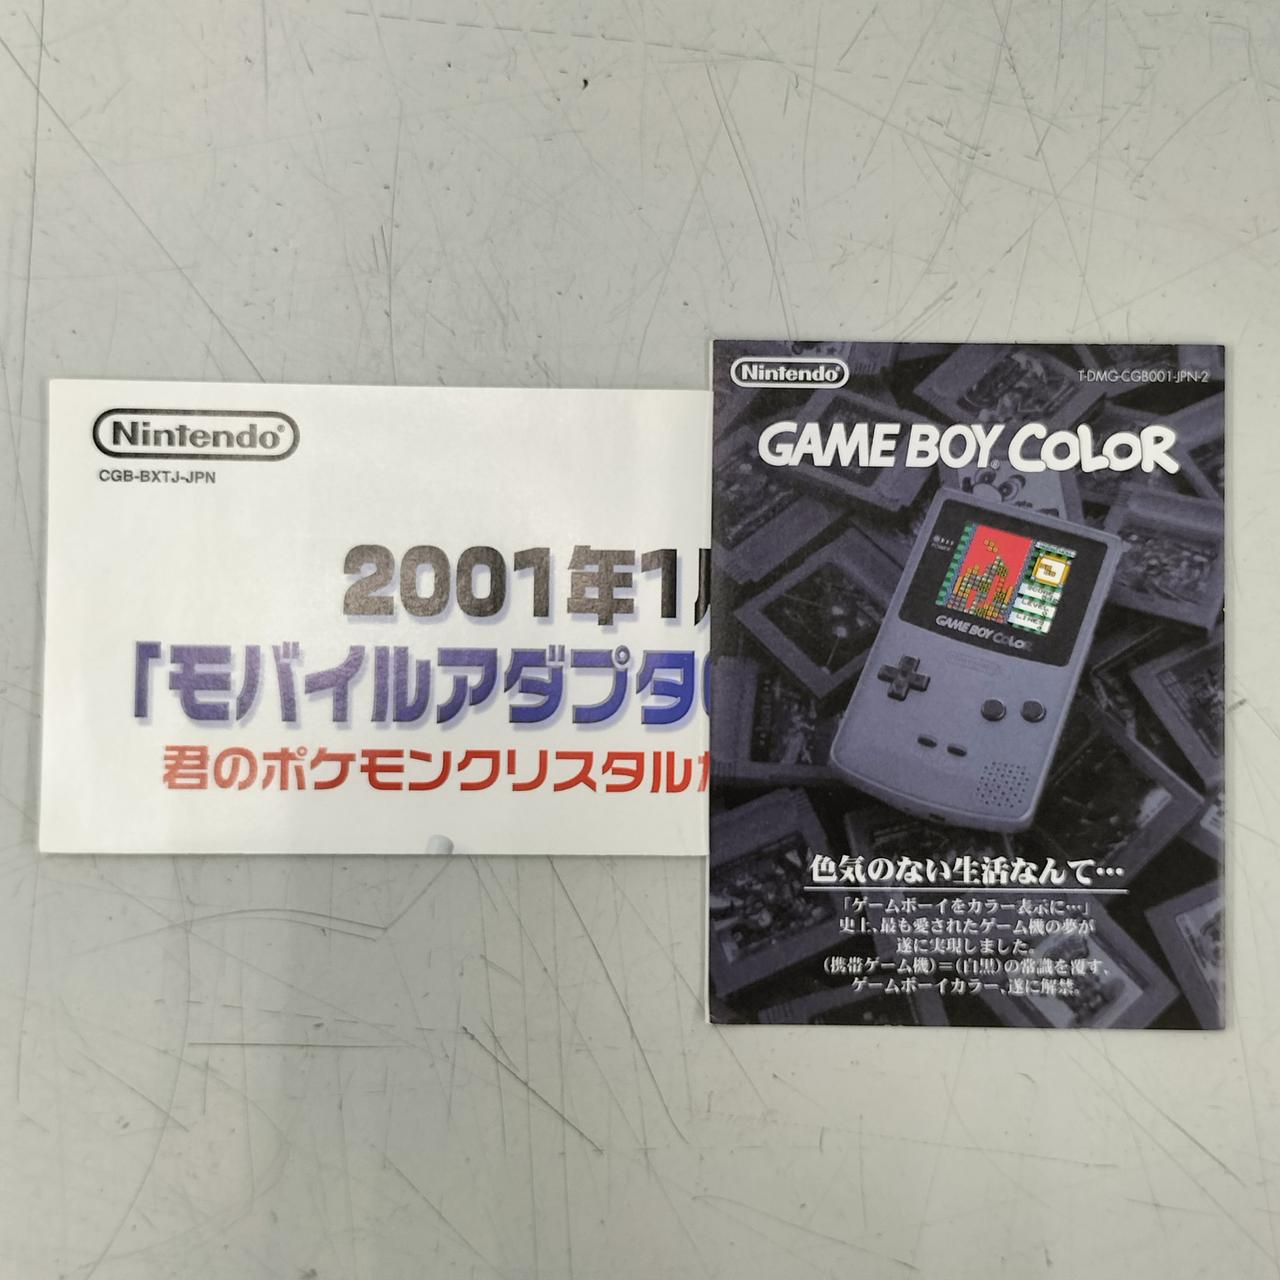 Nintendo®
CGB-BXTJ-JPN
2001年1
「モバイルアダプタ
君のポケモンクリスタル
Nintendo®
T-DMG-CGB001-JPN-2
GAME BOY COLOR
POWER
GAME BOY COLOR
色気のない生活なんて…
「ゲームボーイをカラー表示に…」
史上、最も愛されたゲーム機の夢が
遂に実現しました。
(携帯ゲーム機)=(白黒)の常識を覆す、
ゲームボーイカラー、遂に解禁。